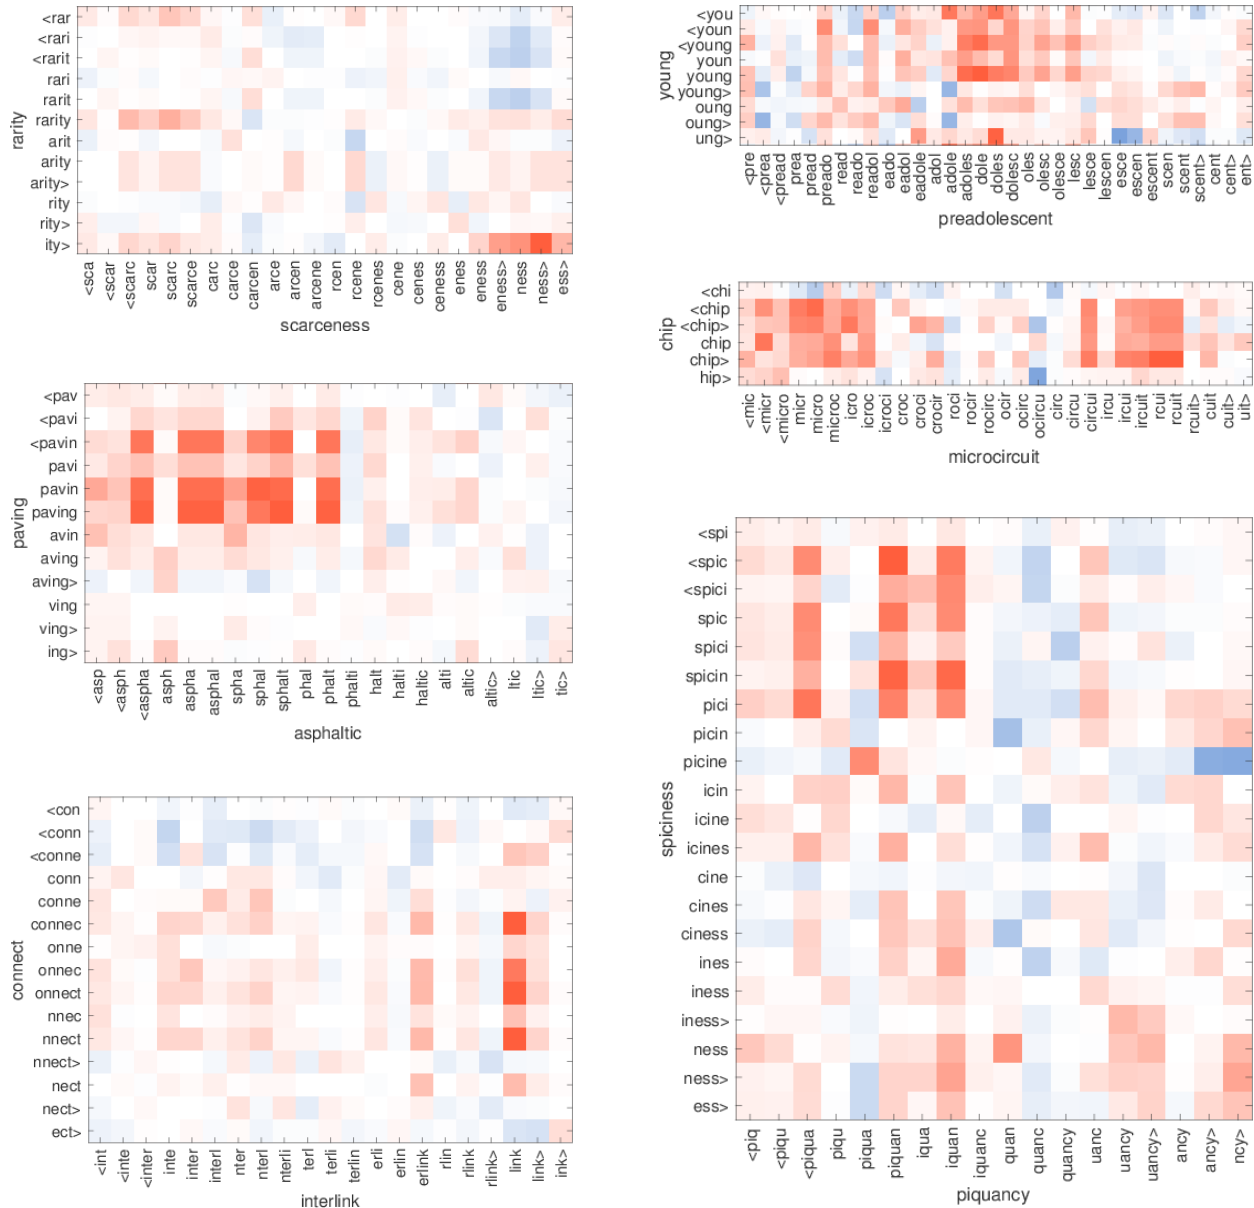 rarity
<rar
<rari
<rarit
rari
rarit
rarity
arit
arity
arity>
rity
rity>
ity>
<sca
<scar
<scarc
scar
scarc
scarce
carc
carce
carcen
arce
arcen
arcene
rcen
rcene
rcenes
cene
cenes
ceness
enes
eness
eness>
ness
ness>
ess>
scarceness
young
<you
<youn
<young
youn
young
young>
oung
oung>
ung>
<pre
<prea
<pread
prea
pread
preado
read
reado
readol
eado
eadol
eadole
adol
adole
adoles
dole
doles
dolesc
oles
olesc
olesce
lesc
lescen
esce
escen
escent
scen
scent
scent>
cent
cent>
ent>
preadolescent
chip
<chi
<chip
<chip>
chip
chip>
hip>
<mic
<micr
<micro
micr
micro
microc
icro
icroc
icroci
croc
croci
crocir
roci
rocir
rocirc
ocir
ocirc
ocircu
circ
circu
circui
ircu
ircui
ircuit
rcui
rcuit
rcuit>
cuit
cuit>
uit>
microcircuit
paving
<pav
<pavi
<pavin
pavi
pavin
paving
avin
aving
aving>
ving
ving>
ing>
<asp
<asph
<aspha
asph
aspha
asphal
spha
sphal
sphalt
phal
phalt
phalti
halt
halti
haltic
alti
altic
altic>
ltic
ltic>
tic>
asphaltic
spiciness
<spi
<spic
<spici
spic
spici
spicin
pici
picin
picine
icin
icine
icines
cine
cines
ciness
ines
iness
iness>
ness
ness>
ess>
<piq
<piqu
<piqua
piqu
piqua
piquan
iqua
iquan
iquanc
quan
quanc
quancy
uanc
uancy
uancy>
ancy
ancy>
ncy>
piquancy
connect
<con
<conn
<conne
conn
conne
connec
onne
onnec
onnect
nnec
nnect
nnect>
nect
nect>
ect>
<int
<inte
<inter
inte
inter
interl
nter
nterl
nterli
terl
terli
terlin
erli
erlin
erlink
rlin
rlink
rlink>
link
link>
ink>
interlink